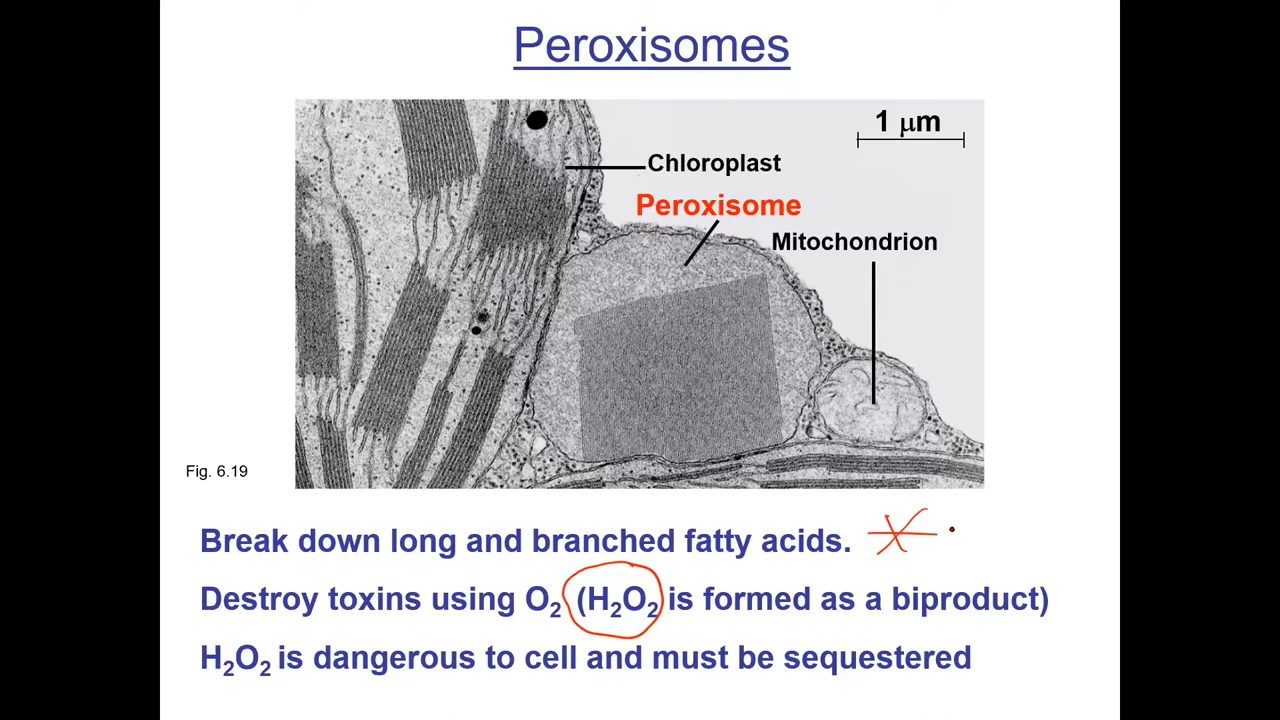 Peroxisomes
1 μm
Chloroplast
Peroxisome
Mitochondrion
Fig. 6.19
Break down long and branched fatty acids.
Destroy toxins using O₂ (H₂O₂ is formed as a biproduct)
H₂O₂ is dangerous to cell and must be sequestered